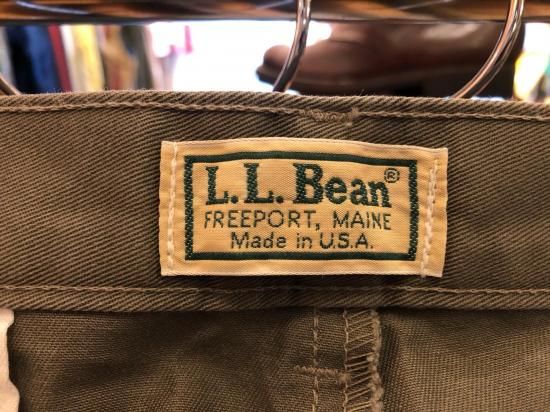 L.L. Bean®
FREEPORT, MAINE
Made in U.S.A.